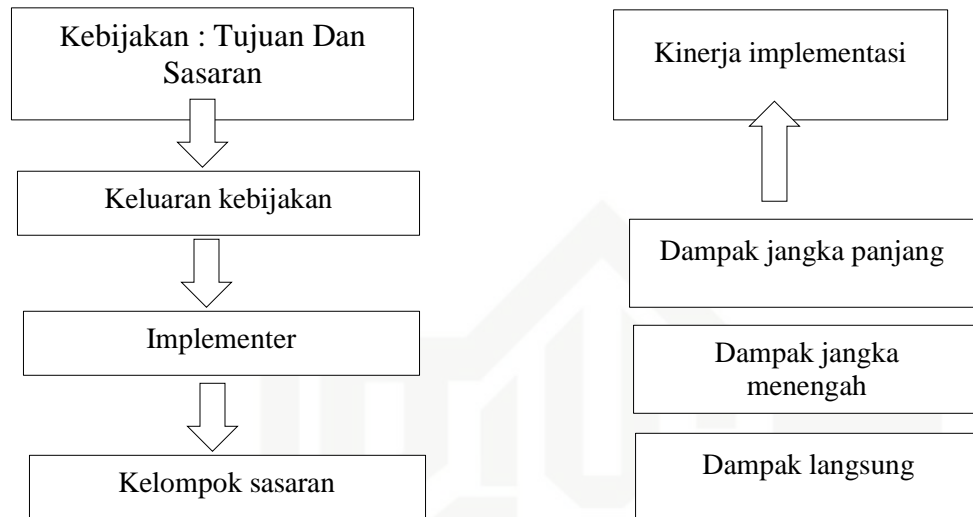 Kebijakan : Tujuan Dan
Sasaran
Keluaran kebijakan
Implementer
Kelompok sasaran
Kinerja implementasi
Dampak jangka panjang
Dampak jangka
menengah
Dampak langsung